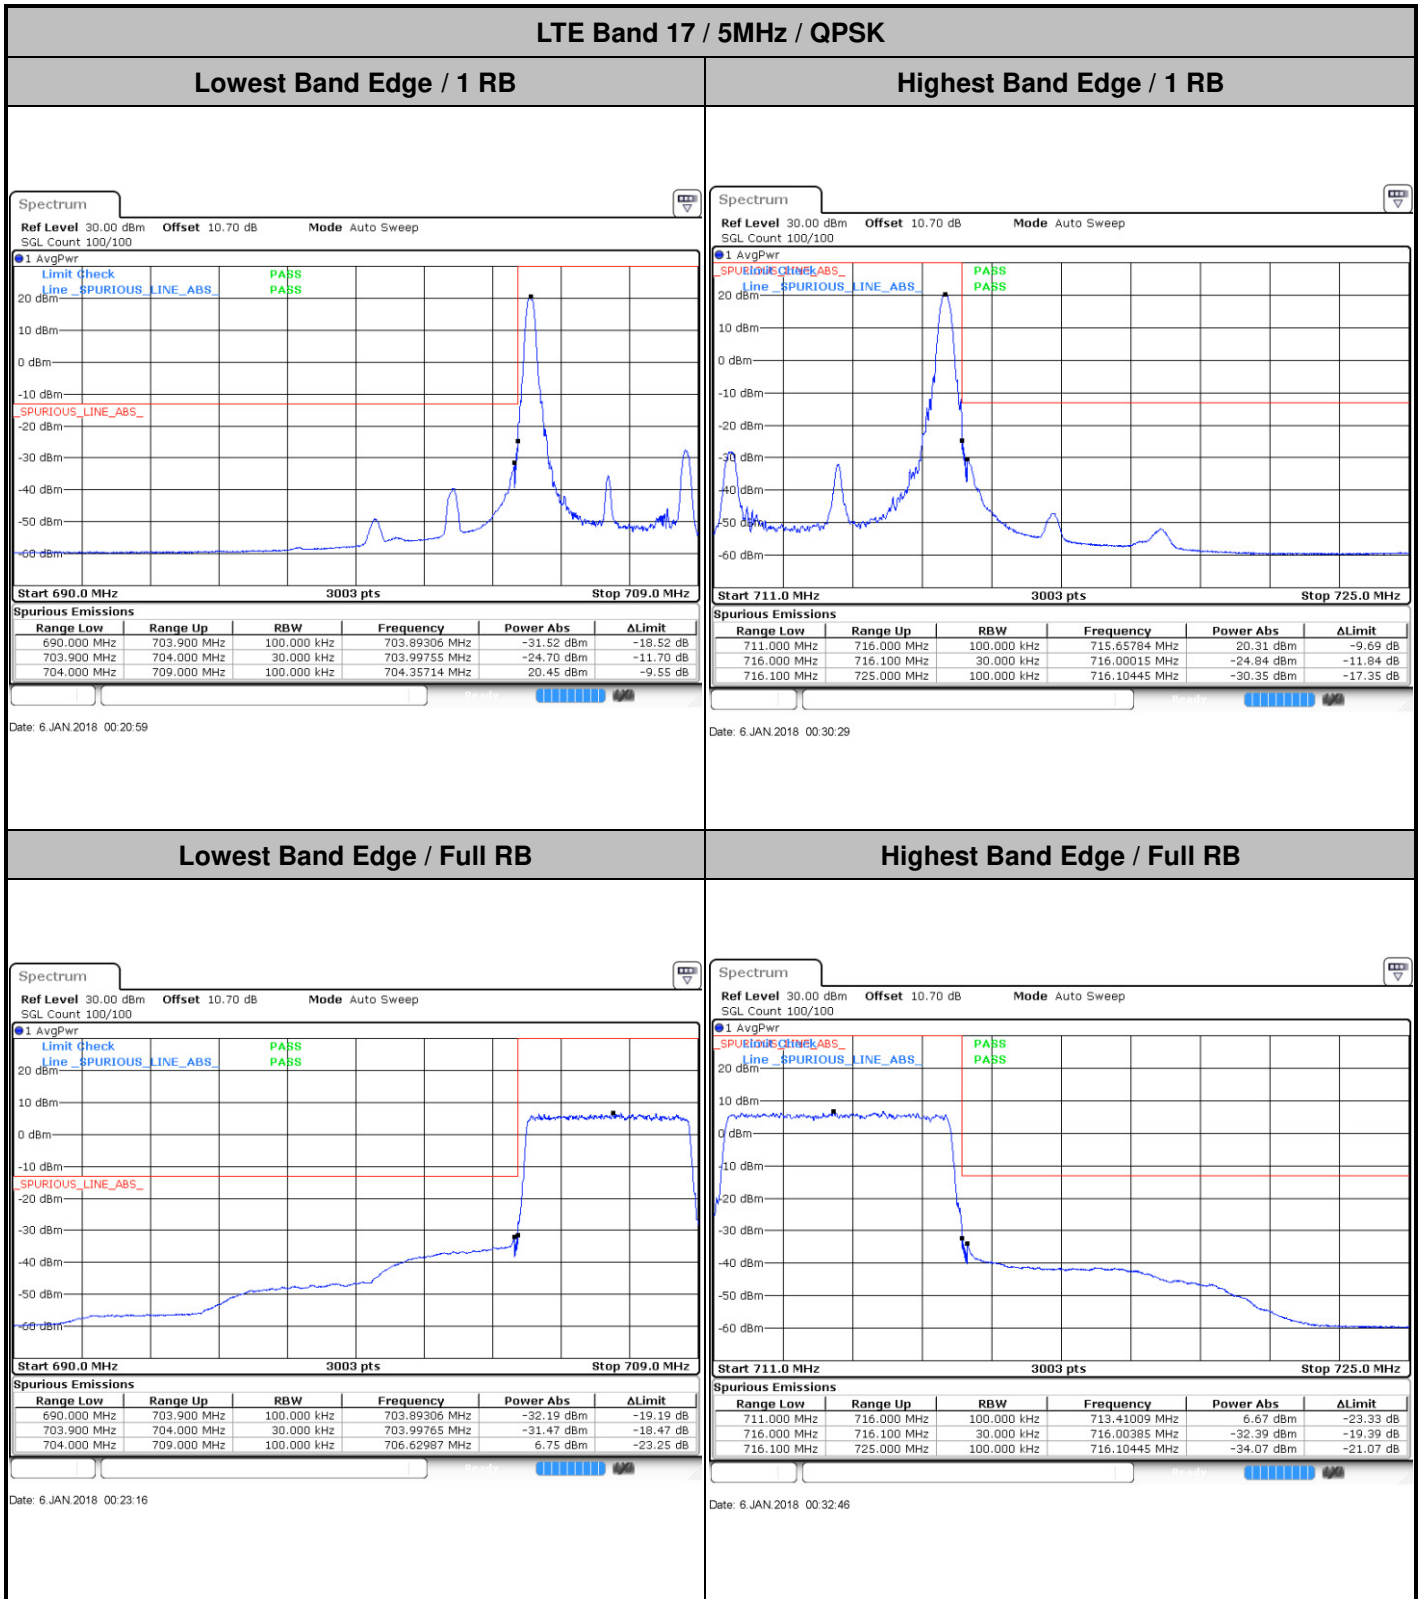 LTE Band 17 / 5MHz / QPSK
Lowest Band Edge / 1 RB
Highest Band Edge / 1 RB
Spectrum
Ref Level 30.00 dBm Offset 10.70 dB Mode Auto Sweep
SGL Count 100/100
1 AvgPwr
Limit Check PASS
Line _SPURIOUS_LINE_ABS_ PASS
20 dBm
10 dBm
0 dBm
-10 dBm
_SPURIOUS_LINE_ABS_
-20 dBm
-30 dBm
-40 dBm
-50 dBm
-60 dBm
Start 690.0 MHz 3003 pts Stop 709.0 MHz
Spurious Emissions
Range Low Range Up RBW Frequency Power Abs ΔLimit
690.000 MHz 703.900 MHz 100.000 kHz 703.89306 MHz -31.52 dBm -18.52 dB
703.900 MHz 704.000 MHz 30.000 kHz 703.99755 MHz -24.70 dBm -11.70 dB
704.000 MHz 709.000 MHz 100.000 kHz 704.35714 MHz 20.45 dBm -9.55 dB
Ready
Date: 6.JAN.2018 00:20:59
Spectrum
Ref Level 30.00 dBm Offset 10.70 dB Mode Auto Sweep
SGL Count 100/100
1 AvgPwr
_SPURIOUS_LINE_ABS_
Limit Check PASS
Line _SPURIOUS_LINE_ABS_ PASS
20 dBm
10 dBm
0 dBm
-10 dBm
-20 dBm
-30 dBm
-40 dBm
-50 dBm
-60 dBm
Start 711.0 MHz 3003 pts Stop 725.0 MHz
Spurious Emissions
Range Low Range Up RBW Frequency Power Abs ΔLimit
711.000 MHz 716.000 MHz 100.000 kHz 715.65784 MHz 20.31 dBm -9.69 dB
716.000 MHz 716.100 MHz 30.000 kHz 716.00015 MHz -24.84 dBm -11.84 dB
716.100 MHz 725.000 MHz 100.000 kHz 716.10445 MHz -30.35 dBm -17.35 dB
Ready
Date: 6.JAN.2018 00:30:29
Lowest Band Edge / Full RB
Highest Band Edge / Full RB
Spectrum
Ref Level 30.00 dBm Offset 10.70 dB Mode Auto Sweep
SGL Count 100/100
1 AvgPwr
Limit Check PASS
Line _SPURIOUS_LINE_ABS_ PASS
20 dBm
10 dBm
0 dBm
-10 dBm
_SPURIOUS_LINE_ABS_
-20 dBm
-30 dBm
-40 dBm
-50 dBm
-60 dBm
Start 690.0 MHz 3003 pts Stop 709.0 MHz
Spurious Emissions
Range Low Range Up RBW Frequency Power Abs ΔLimit
690.000 MHz 703.900 MHz 100.000 kHz 703.89306 MHz -32.19 dBm -19.19 dB
703.900 MHz 704.000 MHz 30.000 kHz 703.99765 MHz -31.47 dBm -18.47 dB
704.000 MHz 709.000 MHz 100.000 kHz 706.62987 MHz 6.75 dBm -23.25 dB
Ready
Date: 6.JAN.2018 00:23:16
Spectrum
Ref Level 30.00 dBm Offset 10.70 dB Mode Auto Sweep
SGL Count 100/100
1 AvgPwr
_SPURIOUS_LINE_ABS_
Limit Check PASS
Line _SPURIOUS_LINE_ABS_ PASS
20 dBm
10 dBm
0 dBm
-10 dBm
-20 dBm
-30 dBm
-40 dBm
-50 dBm
-60 dBm
Start 711.0 MHz 3003 pts Stop 725.0 MHz
Spurious Emissions
Range Low Range Up RBW Frequency Power Abs ΔLimit
711.000 MHz 716.000 MHz 100.000 kHz 713.41009 MHz 6.67 dBm -23.33 dB
716.000 MHz 716.100 MHz 30.000 kHz 716.00385 MHz -32.39 dBm -19.39 dB
716.100 MHz 725.000 MHz 100.000 kHz 716.10445 MHz -34.07 dBm -21.07 dB
Ready
Date: 6.JAN.2018 00:32:46